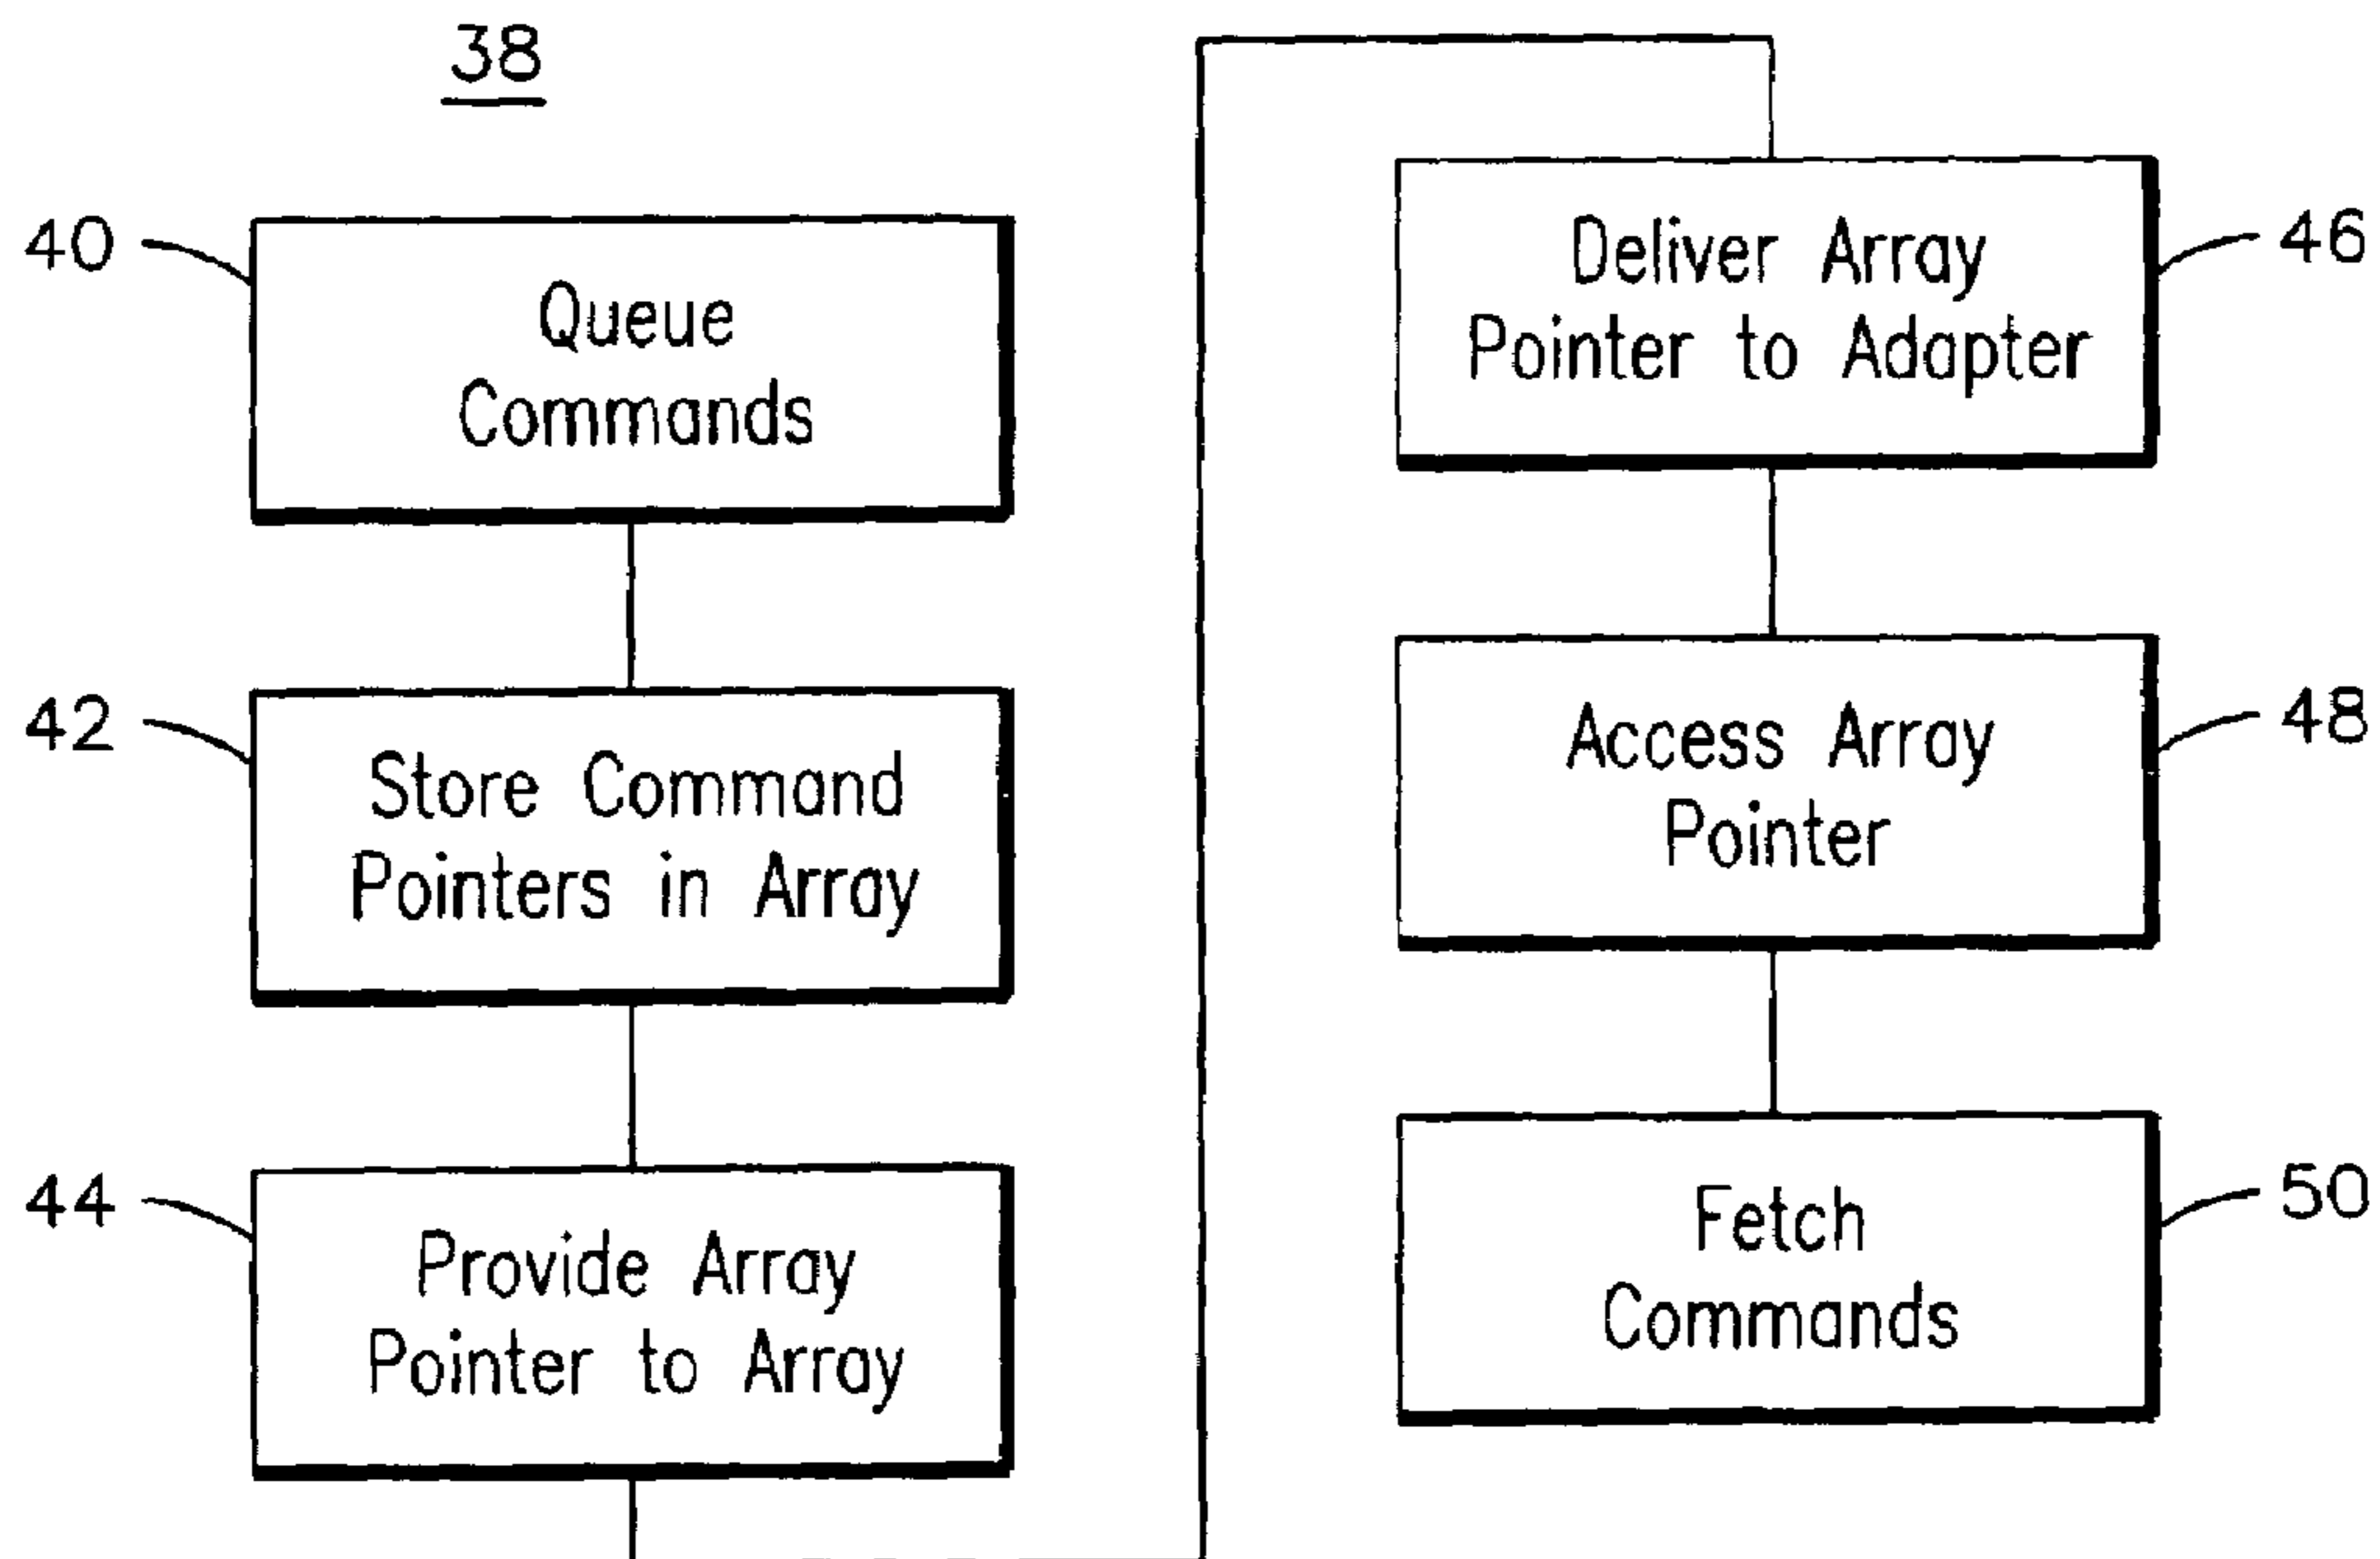 38
40
Queue
Commands
42
Store Command
Pointers in Array
44
Provide Array
Pointer to Array
46
Deliver Array
Pointer to Adapter
48
Access Array
Pointer
50
Fetch
Commands